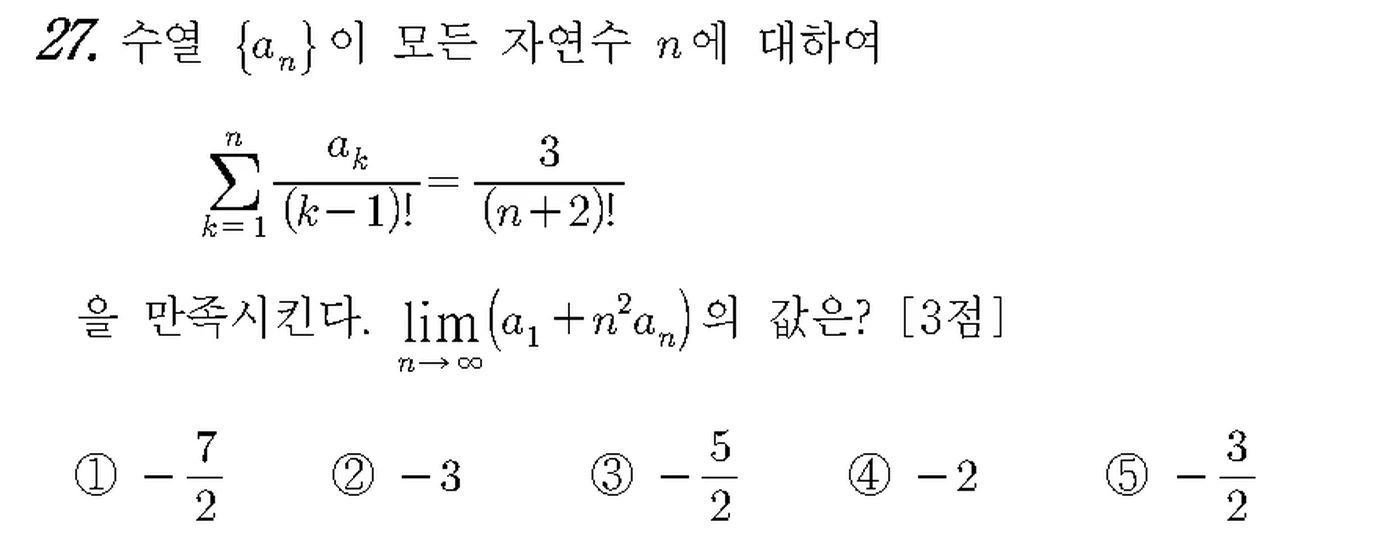 27. 수열 {aₙ}이 모든 자연수 n에 대하여
∑_{k=1}^{n} a_k/(k−1)! = 3/(n+2)!
을 만족시킨다. lim_{n→∞}(a₁+n²aₙ)의 값은? [3점]
① −7/2 ② −3 ③ −5/2 ④ −2 ⑤ −3/2